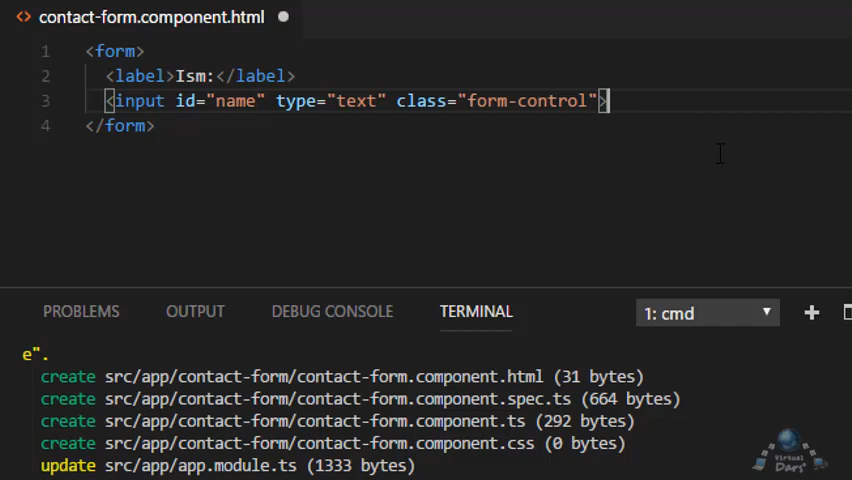 contact-form.component.html
1 <form>
2 <label>Ism:</label>
3 <input id="name" type="text" class="form-control">
4 </form>
PROBLEMS OUTPUT DEBUG CONSOLE TERMINAL 1: cmd
e".
create src/app/contact-form/contact-form.component.html (31 bytes)
create src/app/contact-form/contact-form.component.spec.ts (664 bytes)
create src/app/contact-form/contact-form.component.ts (292 bytes)
create src/app/contact-form/contact-form.component.css (0 bytes)
update src/app/app.module.ts (1333 bytes)
Virtual
Dars